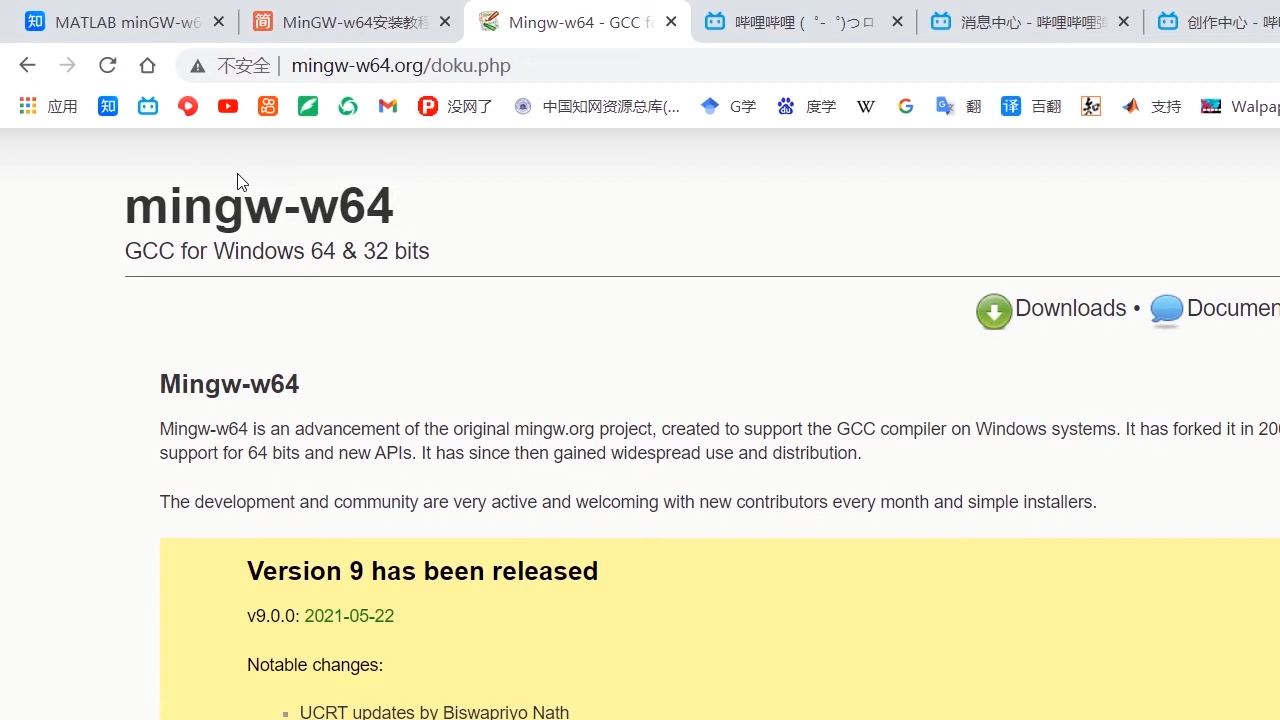 知 MATLAB minGW-w6
简 MinGW-w64安装教程
Mingw-w64 - GCC fo
哔哩哔哩 ( ゜- ゜)つロ
消息中心 - 哔哩哔哩弹
创作中心 - 哔
不安全 | mingw-w64.org/doku.php
应用
知
没网了
中国知网资源总库(...
G学
度学
W
G
翻
译 百翻
知
支持
Walpap
mingw-w64
GCC for Windows 64 & 32 bits
Downloads • Documen
Mingw-w64
Mingw-w64 is an advancement of the original mingw.org project, created to support the GCC compiler on Windows systems. It has forked it in 200
support for 64 bits and new APIs. It has since then gained widespread use and distribution.
The development and community are very active and welcoming with new contributors every month and simple installers.
Version 9 has been released
v9.0.0: 2021-05-22
Notable changes:
UCRT updates by Biswapriyo Nath